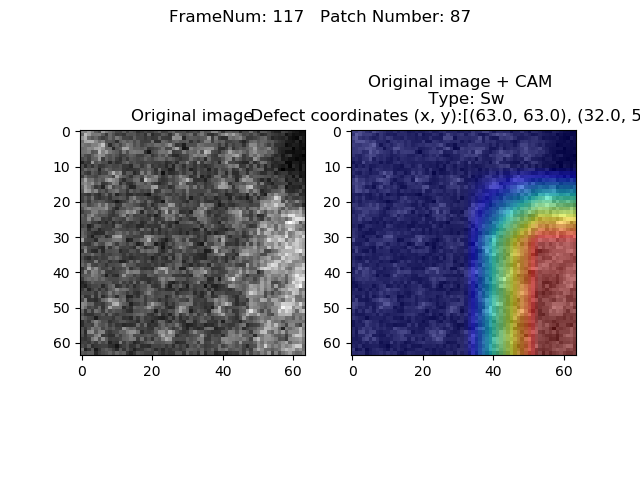 FrameNum: 117   Patch Number: 87
Original image + CAM
Type: Sw
Original image
Defect coordinates (x, y):[(63.0, 63.0), (32.0, 5
0
10
20
30
40
50
60
0 20 40 60
0
10
20
30
40
50
60
0 20 40 60